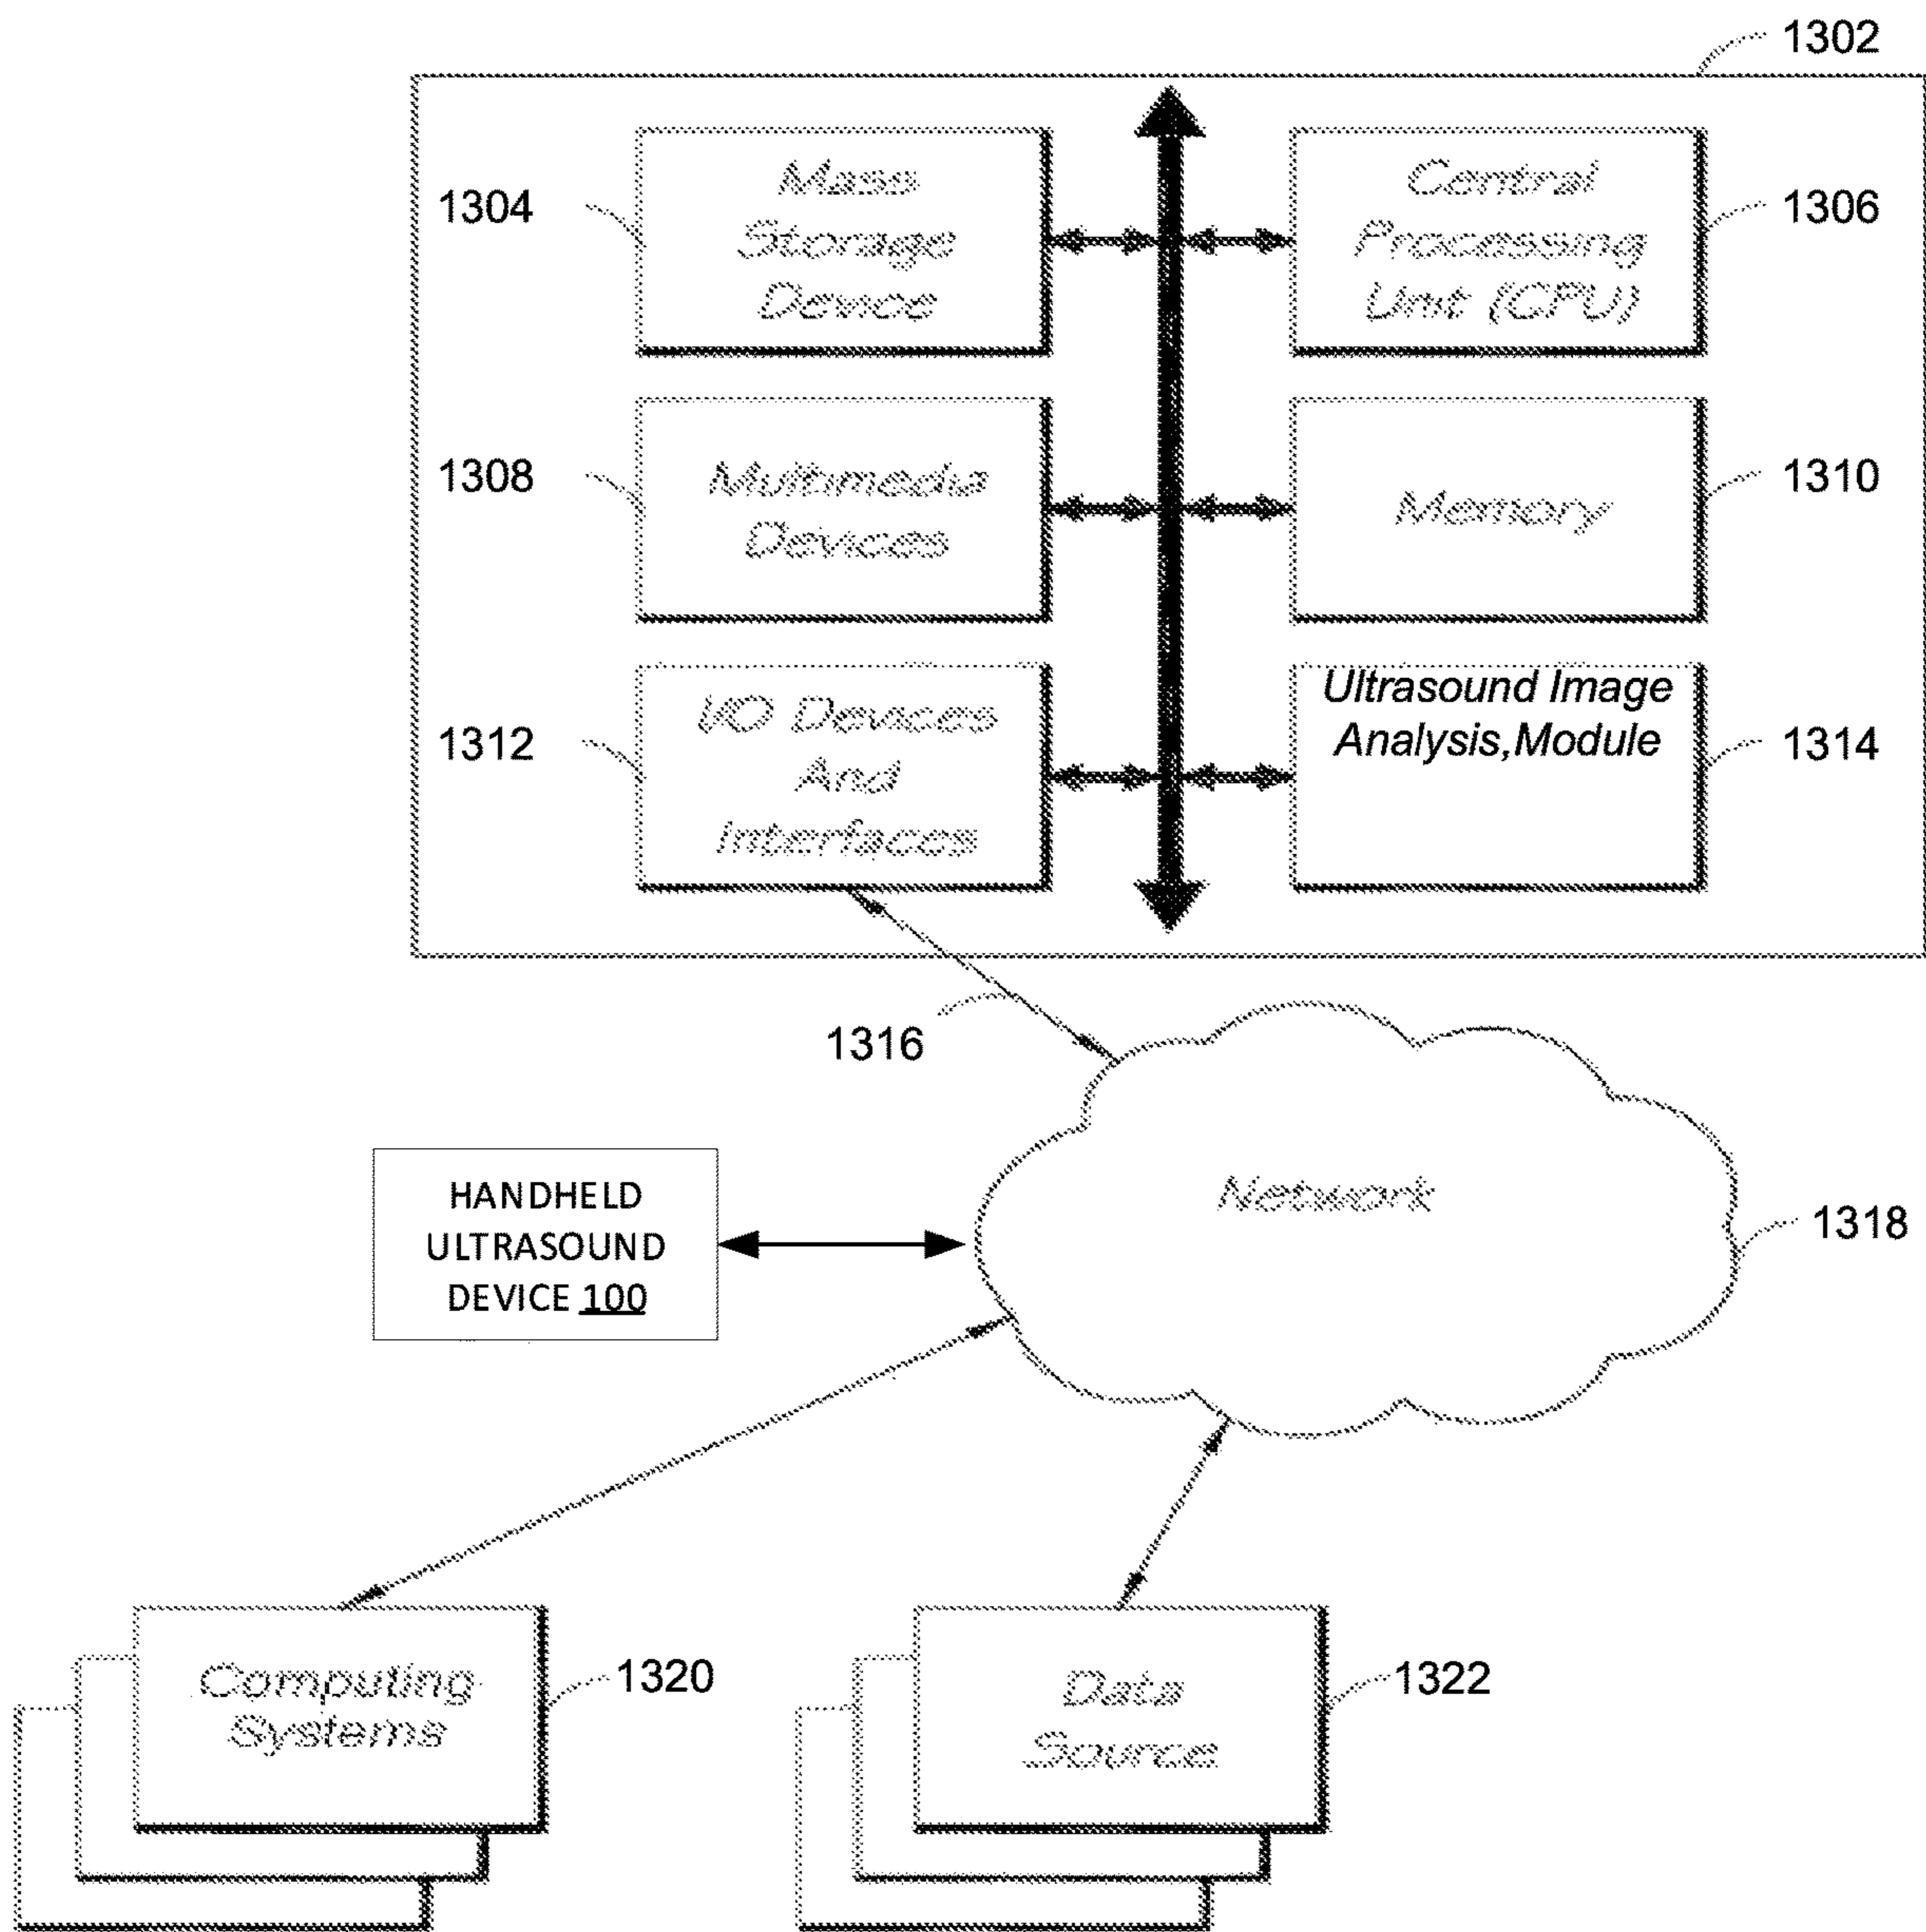 1302
1304
Mass
Storage
Device
Central
Processing
Unit (CPU)
1306
1308
Multimedia
Devices
Memory
1310
1312
I/O Devices
And
Interfaces
Ultrasound Image
Analysis,Module
1314
1316
HANDHELD
ULTRASOUND
DEVICE 100
Network
1318
Computing
Systems
1320
Data
Source
1322